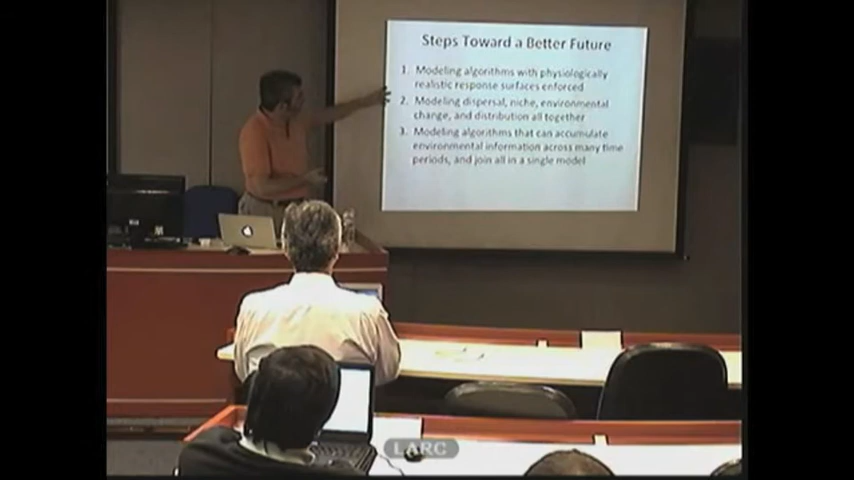 Steps Toward a Better Future
1. Modeling algorithms with physiologically
realistic response surfaces enforced
2. Modeling dispersal, niche, environmental
change, and distribution all together
3. Modeling algorithms that can accumulate
environmental information across many time
periods, and join all in a single model
LARC